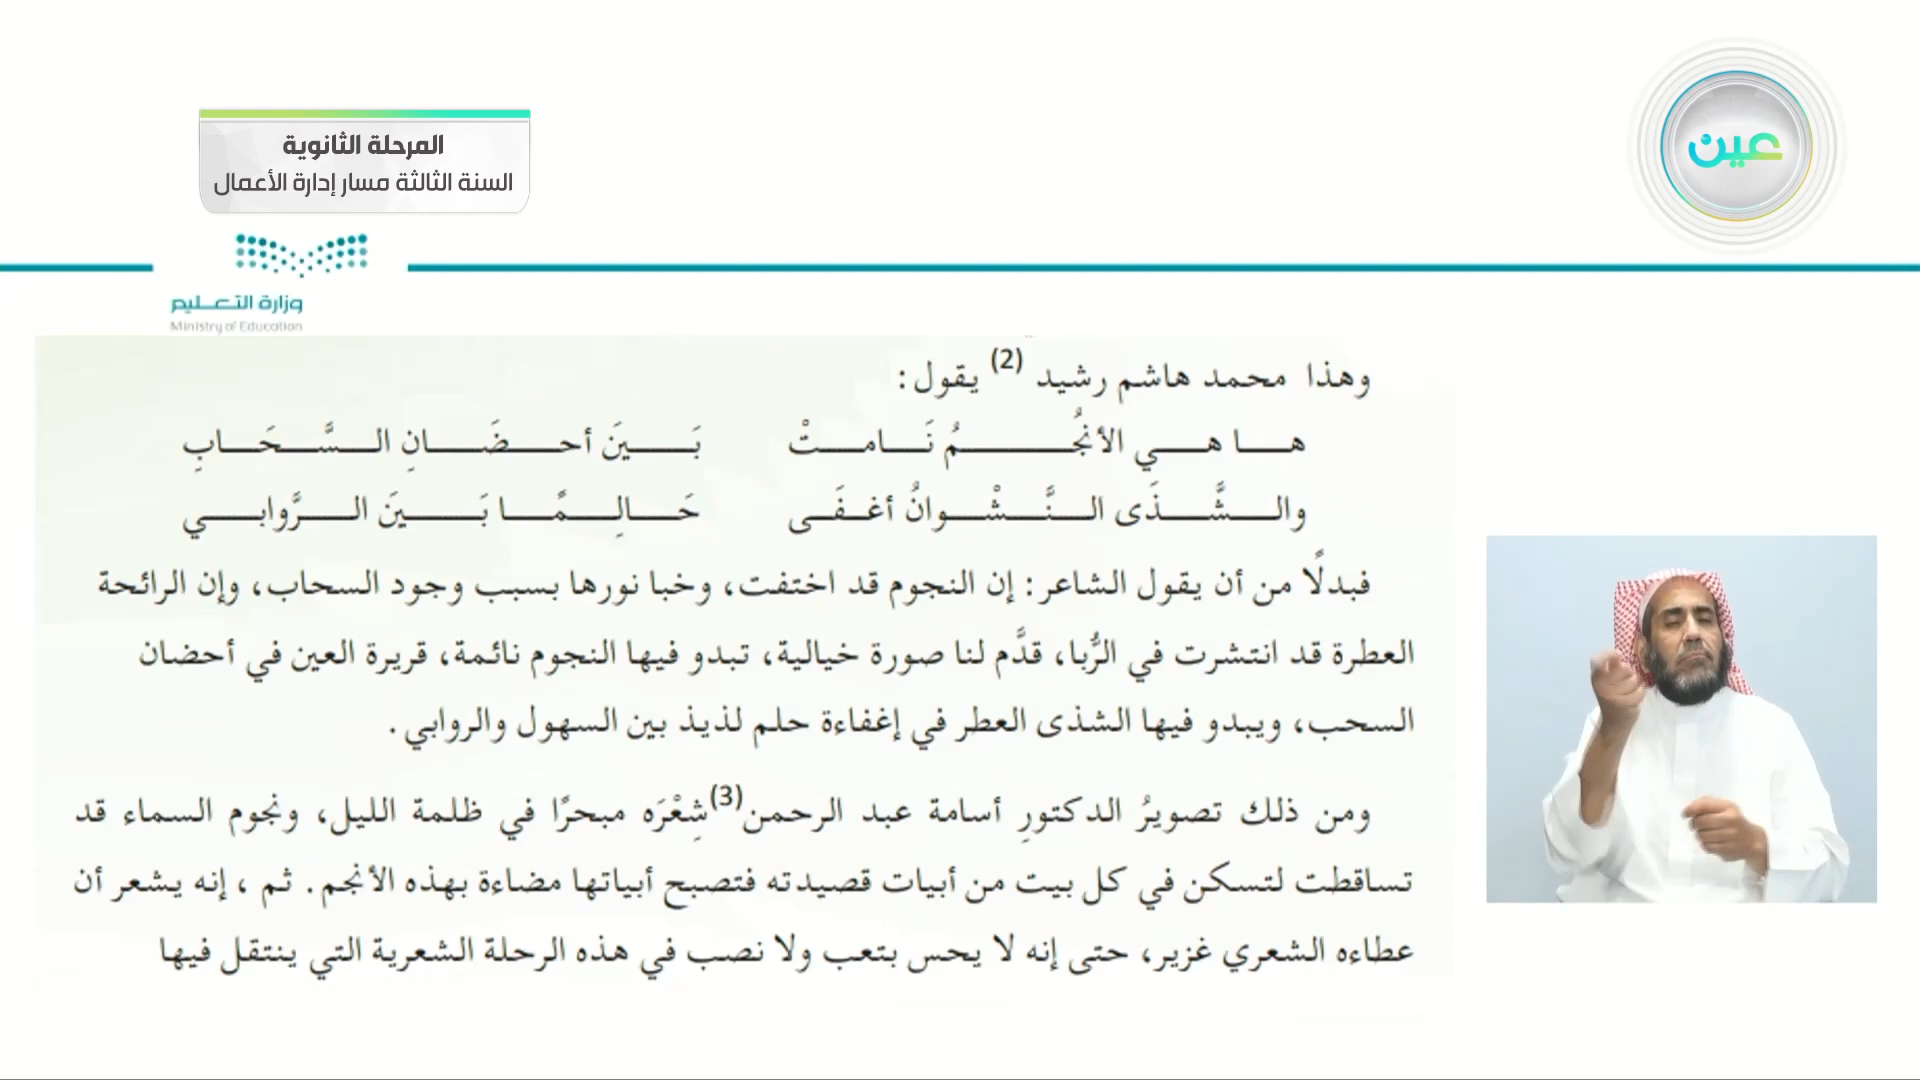 عين
المرحلة الثانوية
السنة الثالثة مسار إدارة الأعمال
وزارة التعـليم
Ministry of Education
وهذا محمد هاشم رشيد (2) يقول:
هـا هـي الأنجُـمُ نَـامـتْ بَـينَ أحـضَـانِ الـسَّـحَـابِ
والـشَّـذَى الـنَّـشْـوانُ أغـفَـى حَـالِـمًـا بَـينَ الـرَّوابـي
فبدلًا من أن يقول الشاعر: إن النجوم قد اختفت، وخبا نورها بسبب وجود السحاب، وإن الرائحة
العطرة قد انتشرت في الرُّبا، قدَّم لنا صورة خيالية، تبدو فيها النجوم نائمة، قريرة العين في أحضان
السحب، ويبدو فيها الشذى العطر في إغفاءة حلم لذيذ بين السهول والروابي.
ومن ذلك تصويرُ الدكتورِ أسامة عبد الرحمن(3) شِعْرَه مبحرًا في ظلمة الليل، ونجوم السماء قد
تساقطت لتسكن في كل بيت من أبيات قصيدته فتصبح أبياتها مضاءة بهذه الأنجم. ثم ، إنه يشعر أن
عطاءه الشعري غزير، حتى إنه لا يحس بتعب ولا نصب في هذه الرحلة الشعرية التي ينتقل فيها